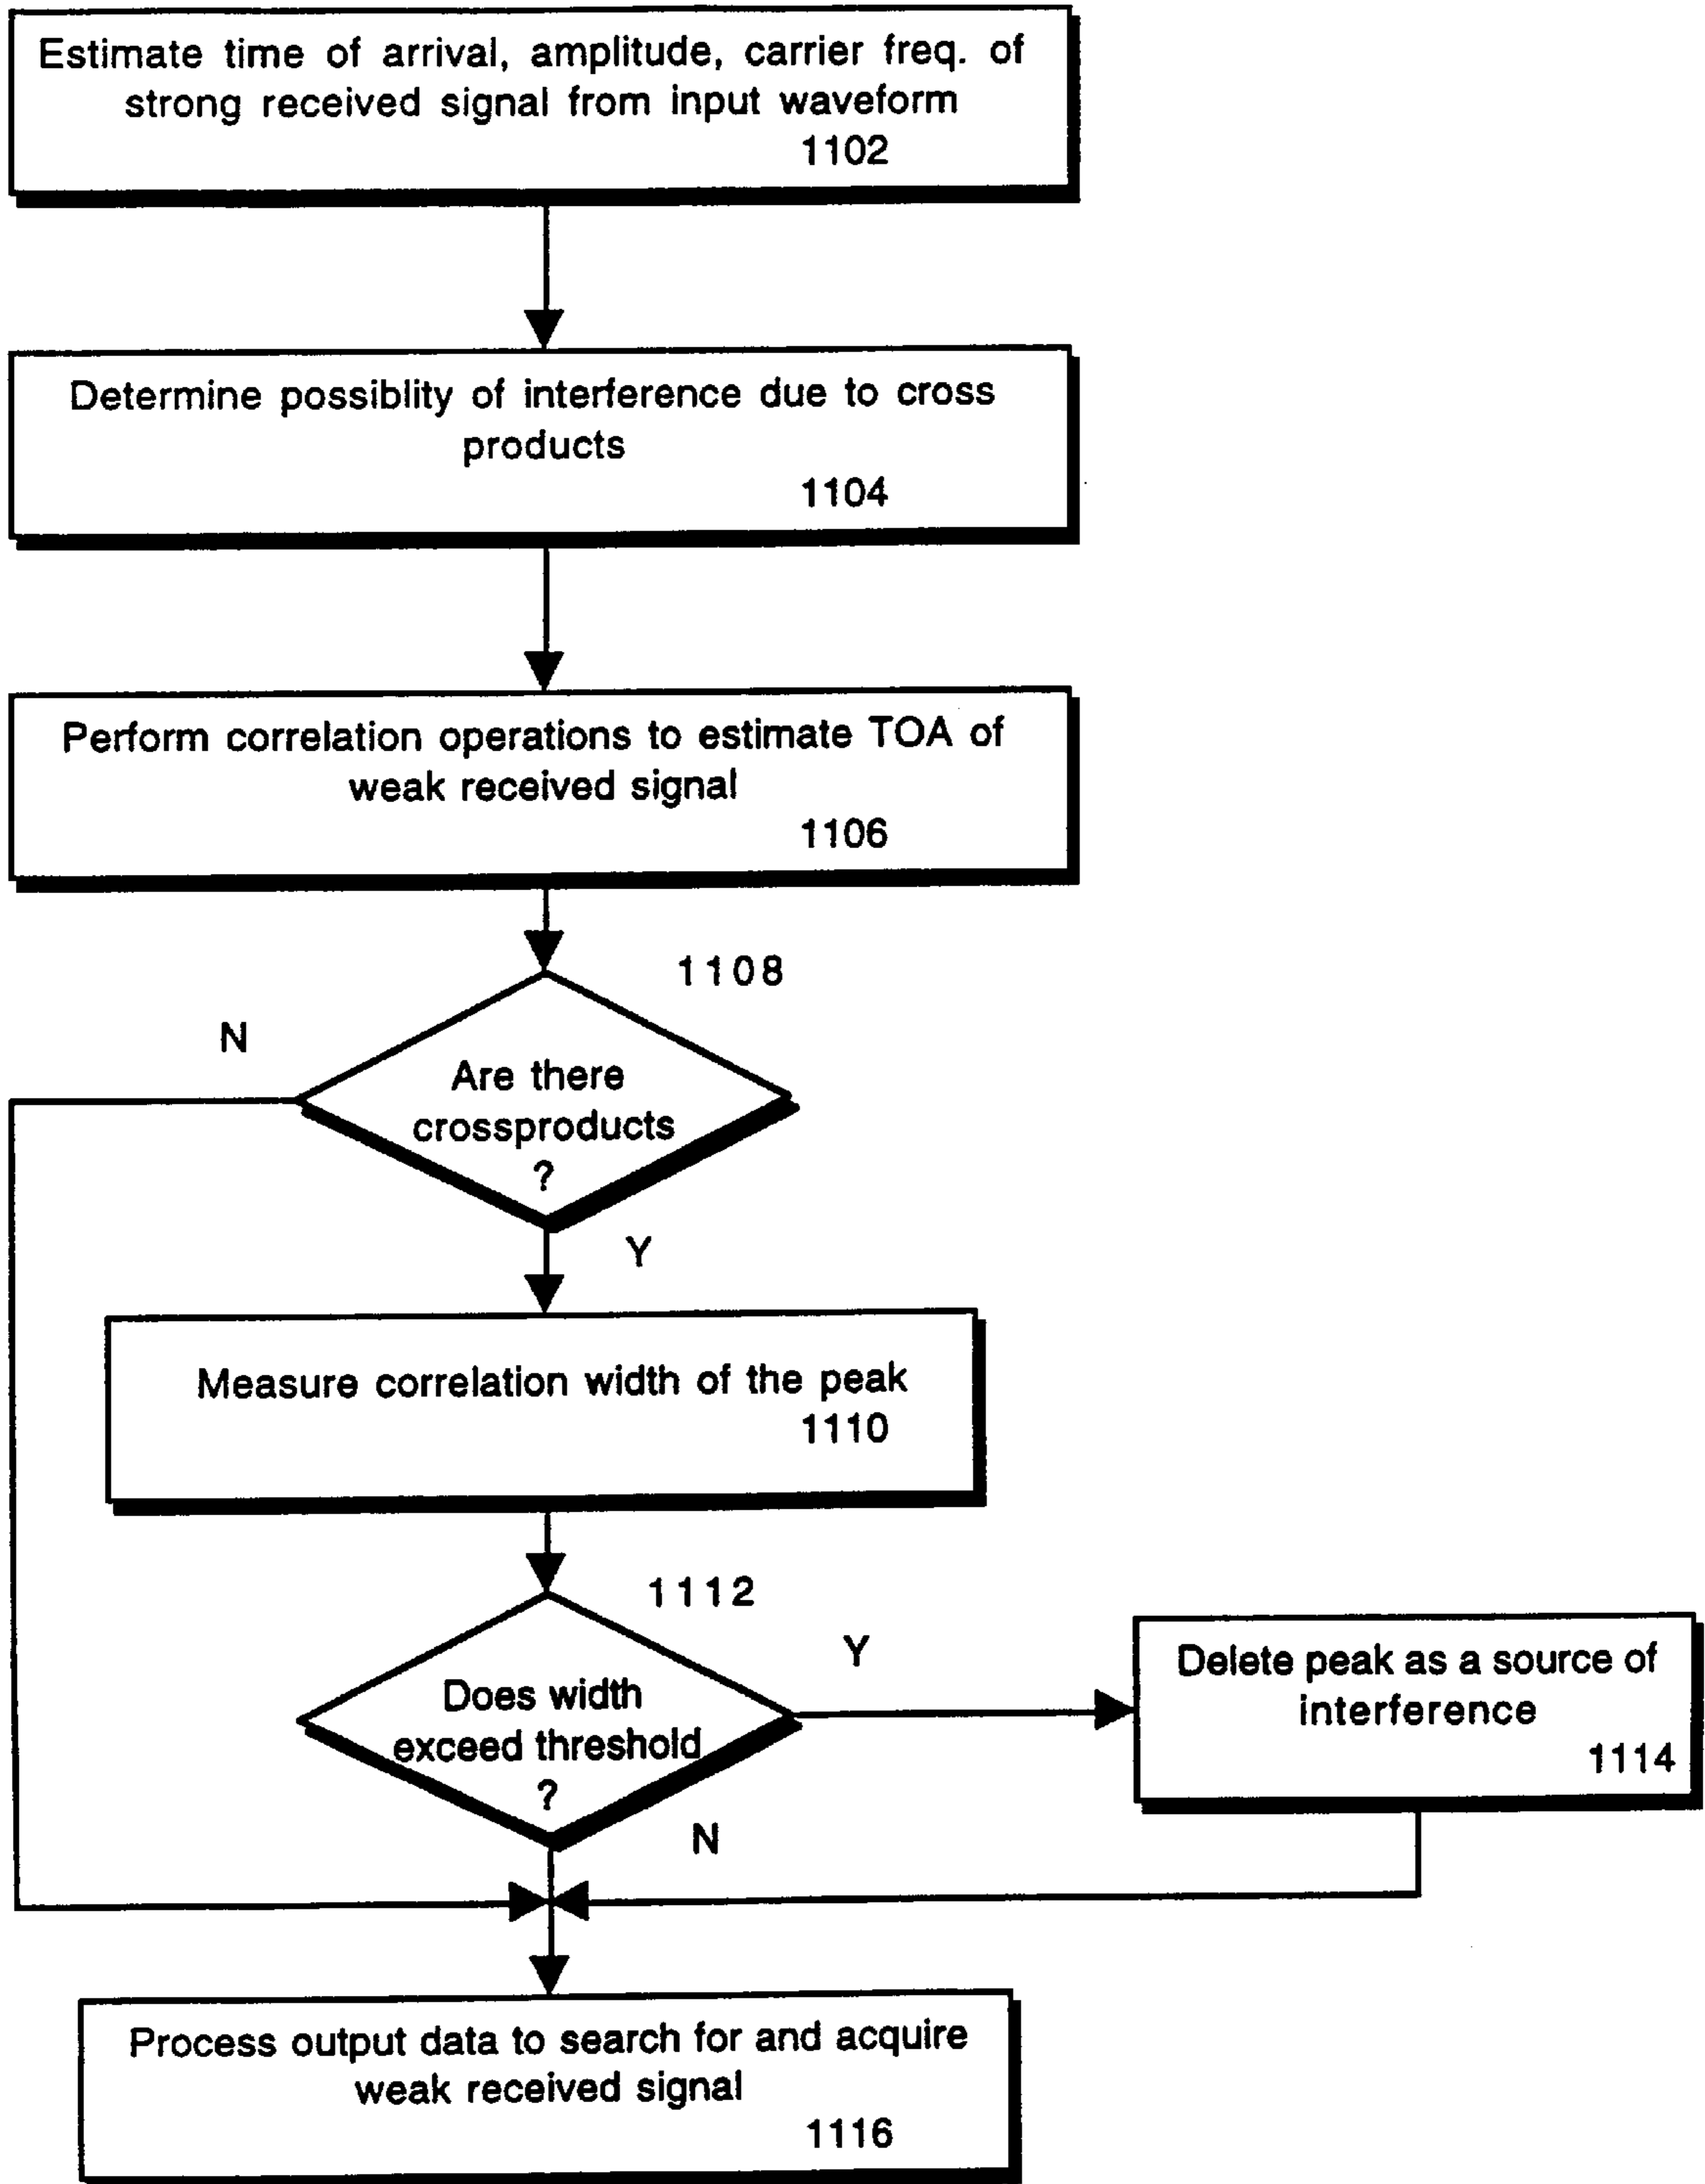 Estimate time of arrival, amplitude, carrier freq. of
strong received signal from input waveform
1102
Determine possiblity of interference due to cross
products
1104
Perform correlation operations to estimate TOA of
weak received signal
1106
1108
N
Are there
crossproducts
?
Y
Measure correlation width of the peak
1110
1112
Y
Does width
exceed threshold
?
Delete peak as a source of
interference
1114
N
Process output data to search for and acquire
weak received signal
1116